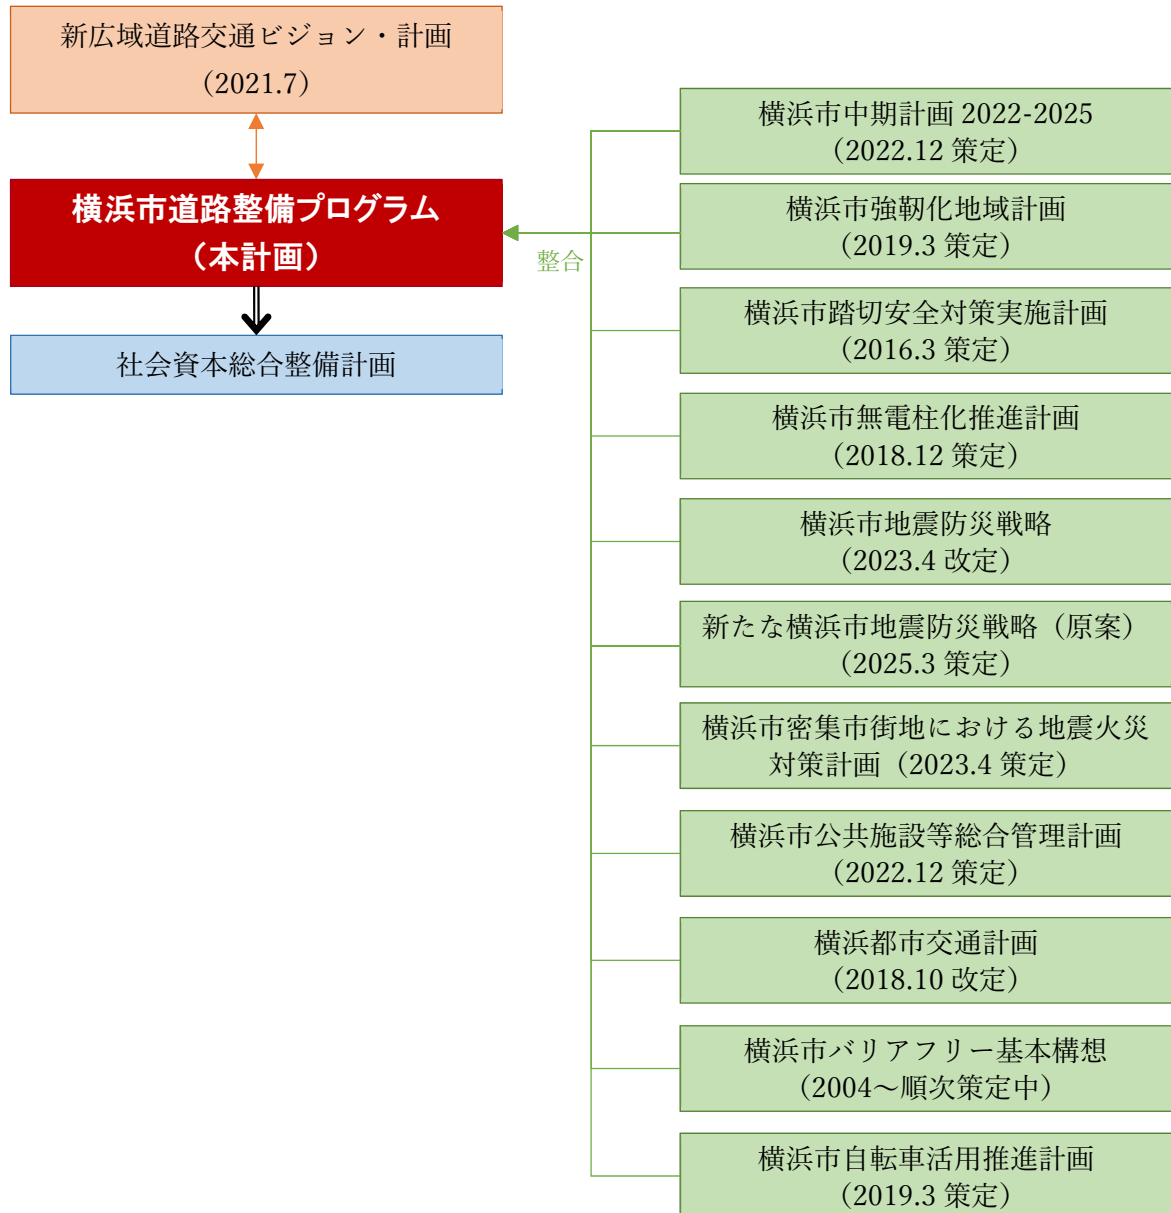 新広域道路交通ビジョン・計画
（2021.7）
横浜市道路整備プログラム
（本計画）
社会資本総合整備計画
整合
横浜市中期計画 2022-2025
（2022.12 策定）
横浜市強靭化地域計画
（2019.3 策定）
横浜市踏切安全対策実施計画
（2016.3 策定）
横浜市無電柱化推進計画
（2018.12 策定）
横浜市地震防災戦略
（2023.4 改定）
新たな横浜市地震防災戦略（原案）
（2025.3 策定）
横浜市密集市街地における地震火災
対策計画（2023.4 策定）
横浜市公共施設等総合管理計画
（2022.12 策定）
横浜都市交通計画
（2018.10 改定）
横浜市バリアフリー基本構想
（2004～順次策定中）
横浜市自転車活用推進計画
（2019.3 策定）